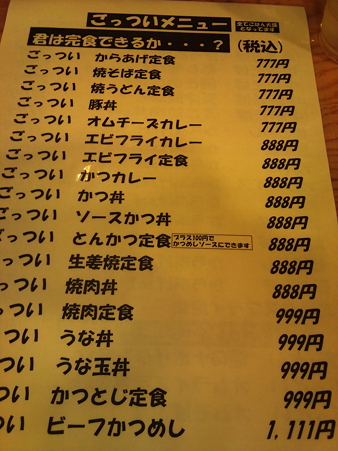 ごっついメニュー
全てごはん大盛となってます
君は完食できるか・・・？ (税込)
ごっつい からあげ定食 777円
ごっつい 焼そば定食 777円
ごっつい 焼うどん定食 777円
ごっつい 豚丼 777円
ごっつい オムチーズカレー 777円
ごっつい エビフライカレー 888円
ごっつい エビフライ定食 888円
ごっつい かつカレー 888円
ごっつい かつ丼 888円
ごっつい ソースかつ丼 888円
ごっつい とんかつ定食 プラス100円でかつめしソースにできます 888円
ごっつい 生姜焼定食 888円
ごっつい 焼肉丼 888円
っつい 焼肉定食 999円
つい うな丼 999円
つい うな玉丼 999円
つい かつとじ定食 999円
つい ビーフかつめし 1,111円